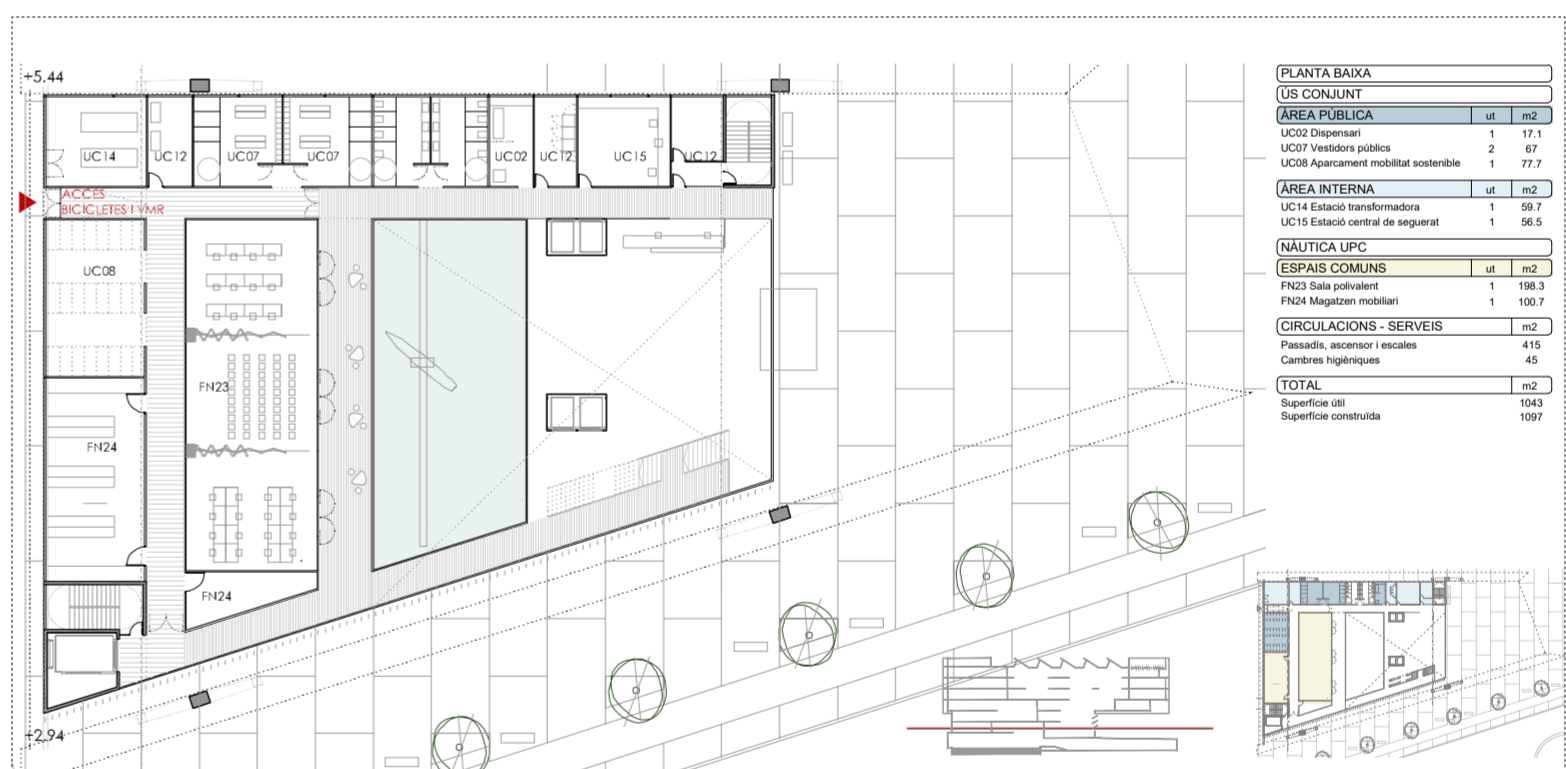 +5.44
UC14
UC12
UC07
UC07
UC02
UC12
UC15
UC12
ACCÉS
BICICLETES I VMR
UC08
FN23
FN24
FN24
+2.94
PLANTA BAIXA
ÚS CONJUNT
ÀREA PÚBLICA ut m2
UC02 Dispensari 1 17.1
UC07 Vestidors públics 2 67
UC08 Aparcament mobilitat sostenible 1 77.7
ÀREA INTERNA ut m2
UC14 Estació transformadora 1 59.7
UC15 Estació central de seguerat 1 56.5
NÀUTICA UPC
ESPAIS COMUNS ut m2
FN23 Sala polivalent 1 198.3
FN24 Magatzen mobiliari 1 100.7
CIRCULACIONS - SERVEIS m2
Passadís, ascensor i escales 415
Cambres higièniques 45
TOTAL m2
Superfície útil 1043
Superfície construïda 1097